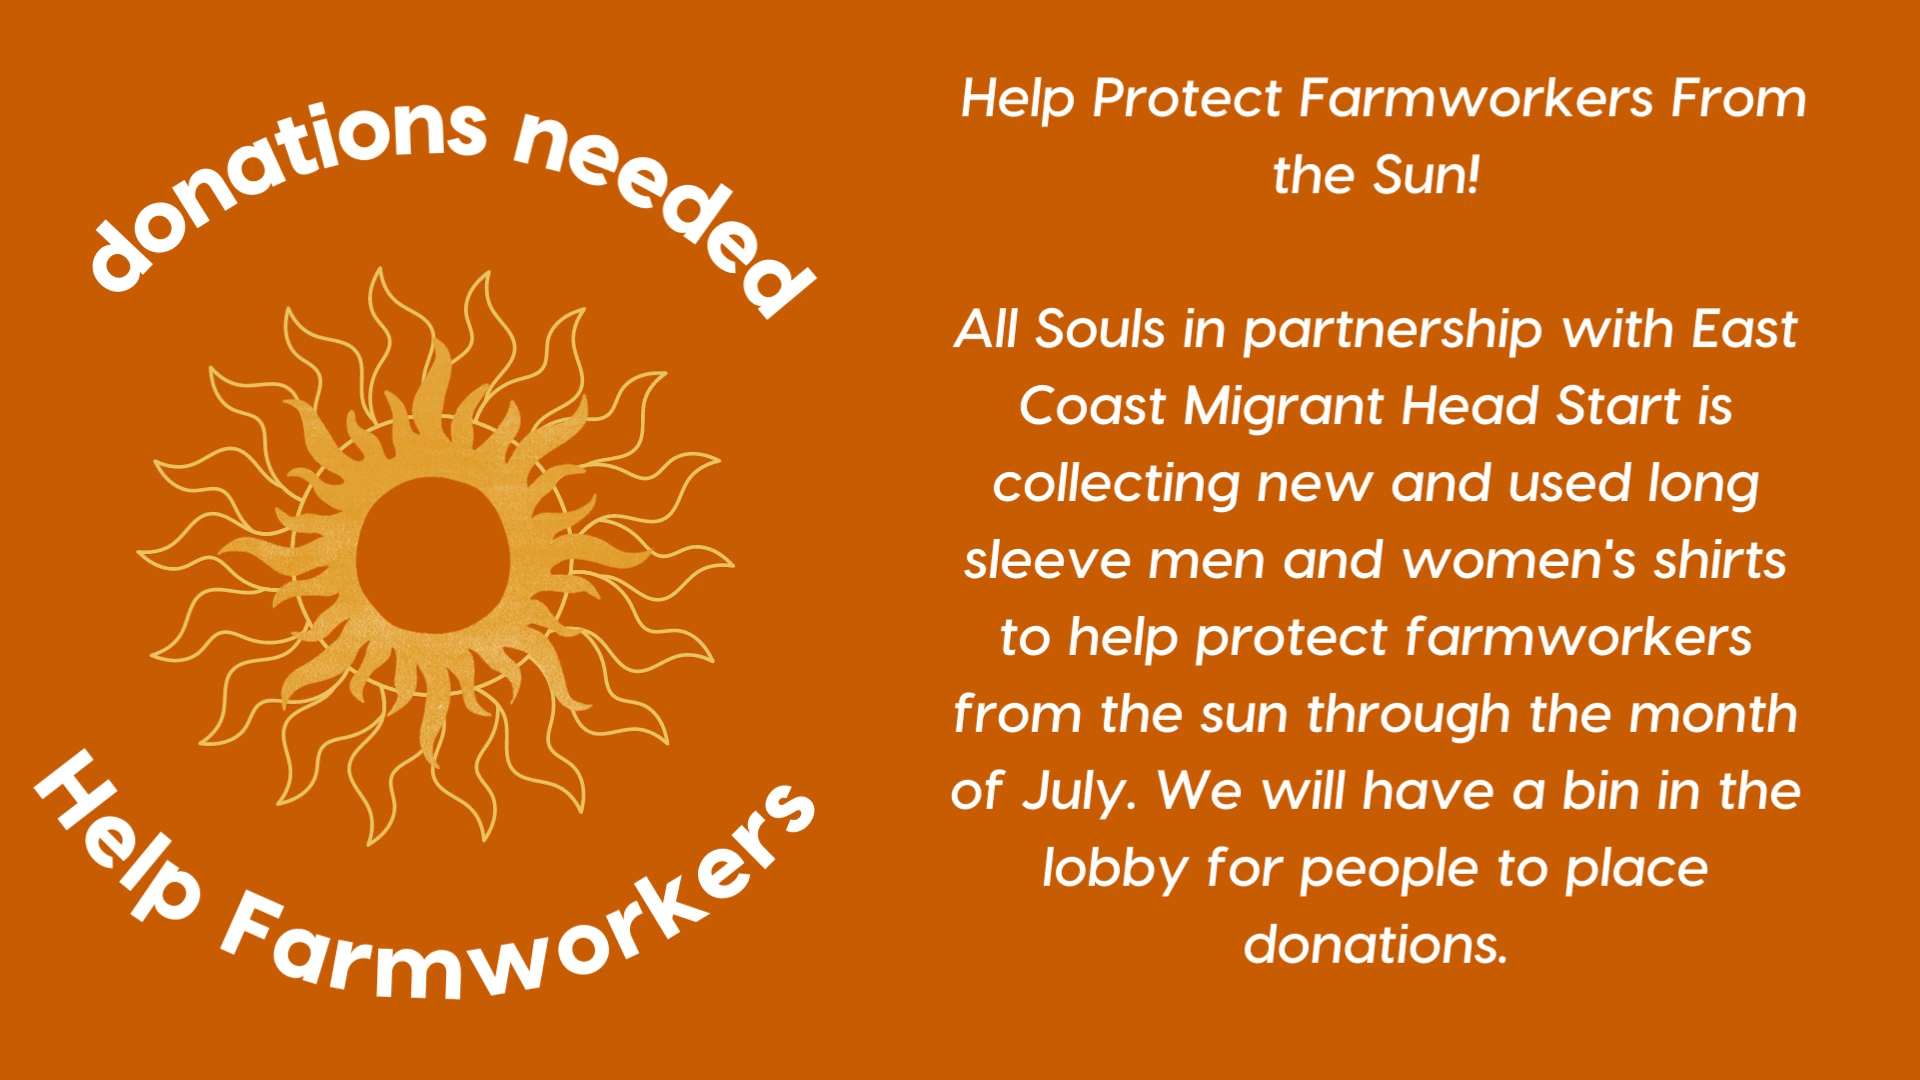 donations needed
Help Farmworkers
Help Protect Farmworkers From
the Sun!
All Souls in partnership with East
Coast Migrant Head Start is
collecting new and used long
sleeve men and women's shirts
to help protect farmworkers
from the sun through the month
of July. We will have a bin in the
lobby for people to place
donations.